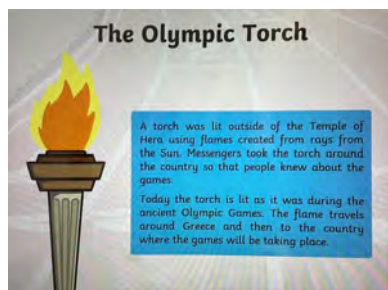 The Olympic Torch
A torch was lit outside of the Temple of
Hera using flames created from rays from
the Sun. Messengers took the torch around
the country so that people knew about the
games.
Today the torch is lit as it was during the
ancient Olympic Games. The flame travels
around Greece and then to the country
where the games will be taking place.